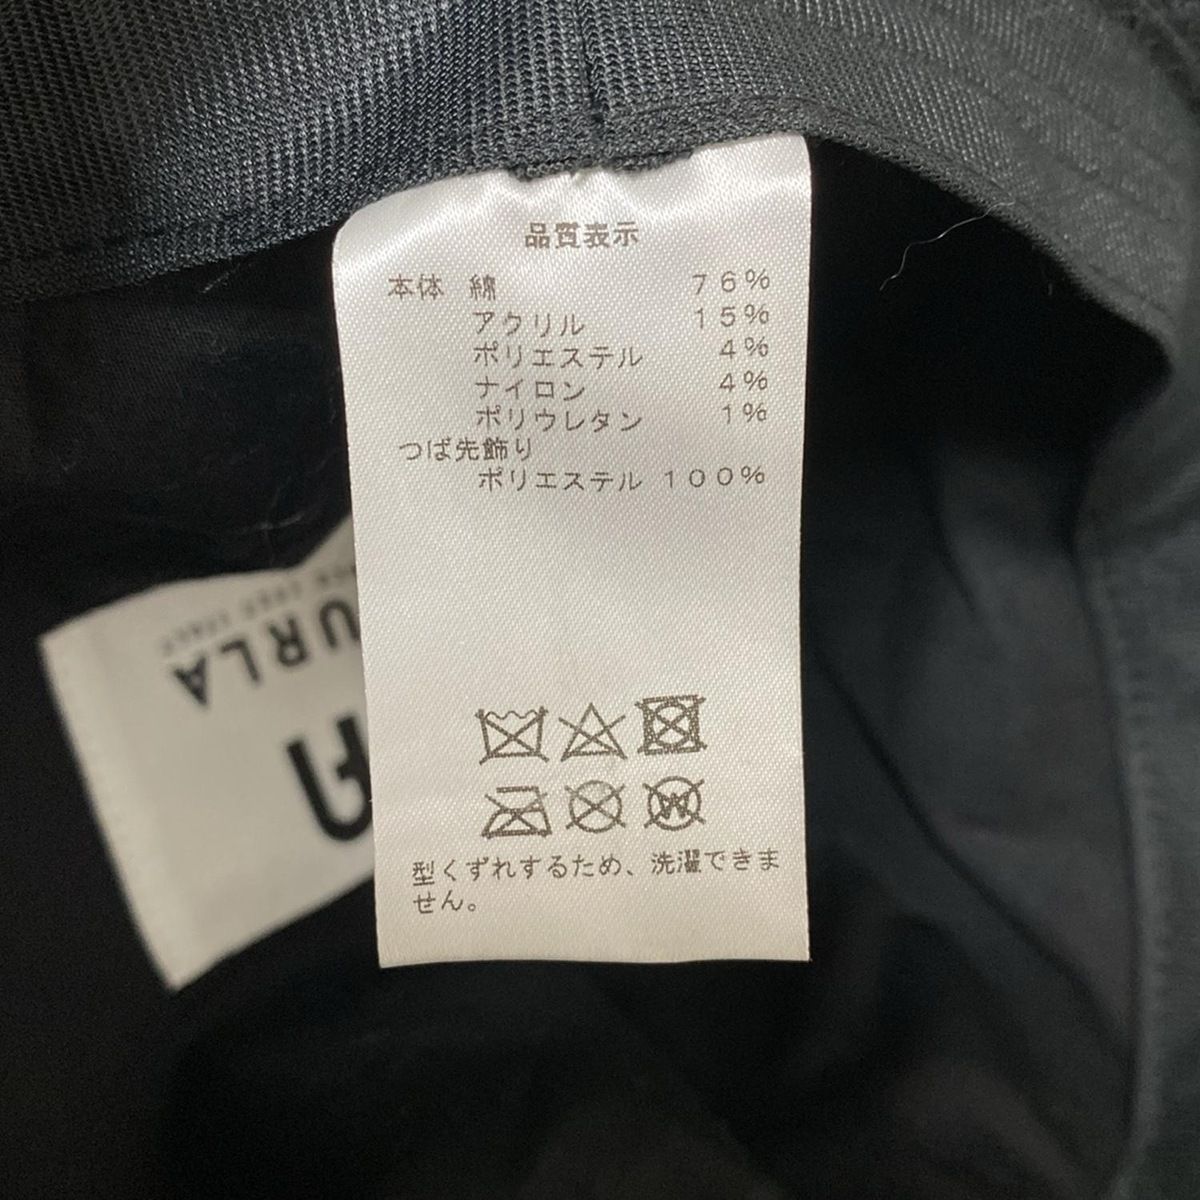 品質表示
本体 綿 76%
アクリル 15%
ポリエステル 4%
ナイロン 4%
ポリウレタン 1%
つば先飾り
ポリエステル 100%
W
型くずれするため、洗濯できま
せん。
URLA